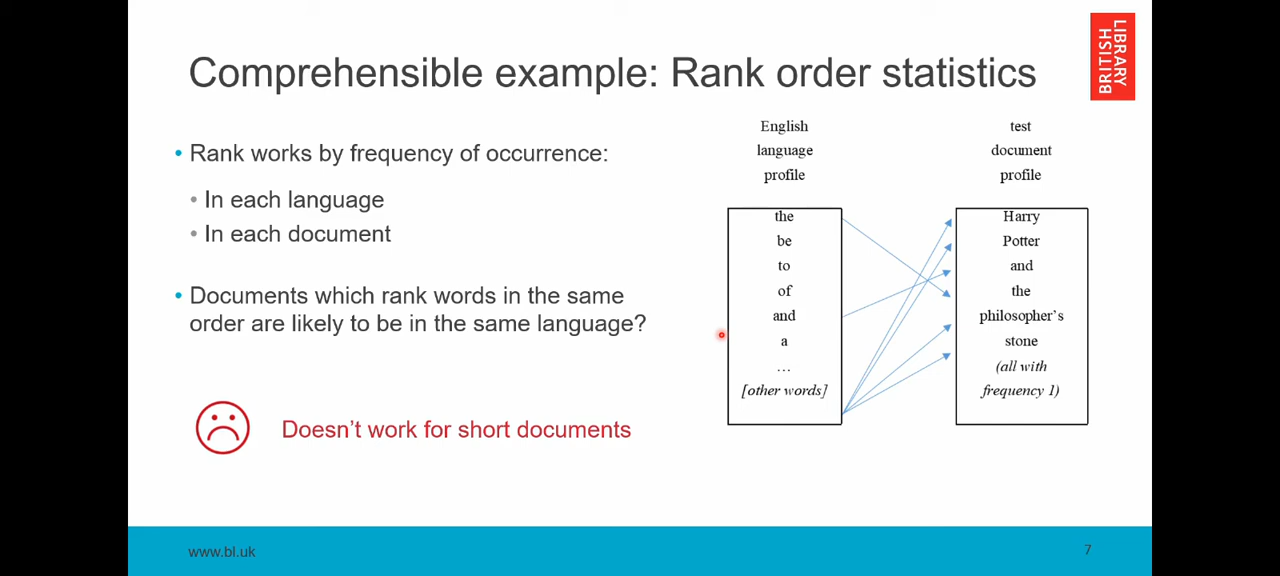 LIBRARY
BRITISH
Comprehensible example: Rank order statistics
• Rank works by frequency of occurrence:
• In each language
• In each document
• Documents which rank words in the same
order are likely to be in the same language?
Doesn't work for short documents
English
language
profile
the
be
to
of
and
a
…
[other words]
test
document
profile
Harry
Potter
and
the
philosopher's
stone
(all with
frequency 1)
www.bl.uk
7